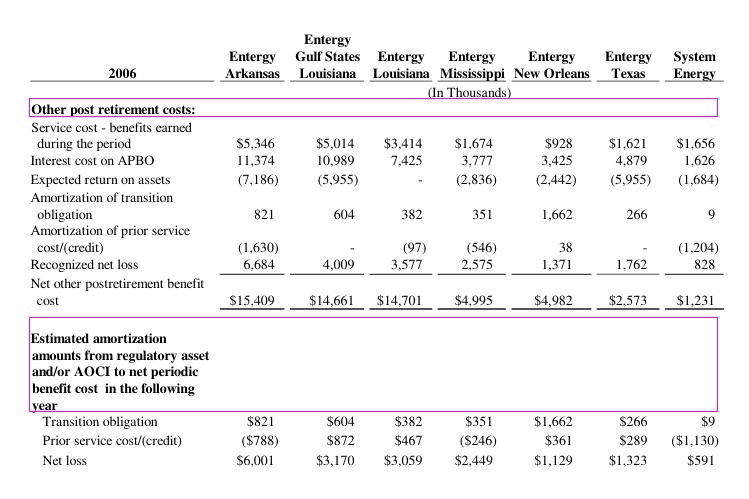 Entergy
Entergy Gulf States Entergy Entergy Entergy Entergy System
2006 Arkansas Louisiana Louisiana Mississippi New Orleans Texas Energy
(In Thousands)
Other post retirement costs:
Service cost - benefits earned
during the period $5,346 $5,014 $3,414 $1,674 $928 $1,621 $1,656
Interest cost on APBO 11,374 10,989 7,425 3,777 3,425 4,879 1,626
Expected return on assets (7,186) (5,955) - (2,836) (2,442) (5,955) (1,684)
Amortization of transition
obligation 821 604 382 351 1,662 266 9
Amortization of prior service
cost/(credit) (1,630) - (97) (546) 38 - (1,204)
Recognized net loss 6,684 4,009 3,577 2,575 1,371 1,762 828
Net other postretirement benefit
cost $15,409 $14,661 $14,701 $4,995 $4,982 $2,573 $1,231
Estimated amortization
amounts from regulatory asset
and/or AOCI to net periodic
benefit cost in the following
year
Transition obligation $821 $604 $382 $351 $1,662 $266 $9
Prior service cost/(credit) ($788) $872 $467 ($246) $361 $289 ($1,130)
Net loss $6,001 $3,170 $3,059 $2,449 $1,129 $1,323 $591